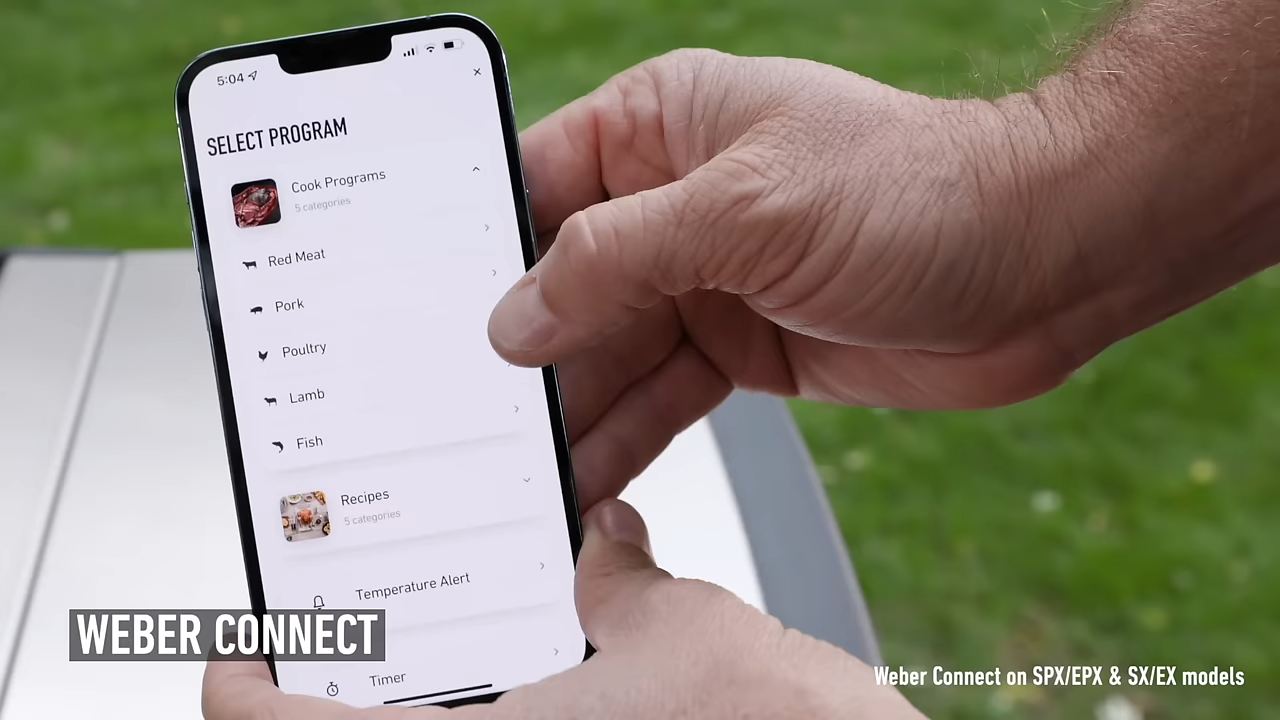 5:04
SELECT PROGRAM
Cook Programs
5 categories
Red Meat
Pork
Poultry
Lamb
Fish
Recipes
5 categories
Temperature Alert
Timer
WEBER CONNECT
Weber Connect on SPX/EPX & SX/EX models